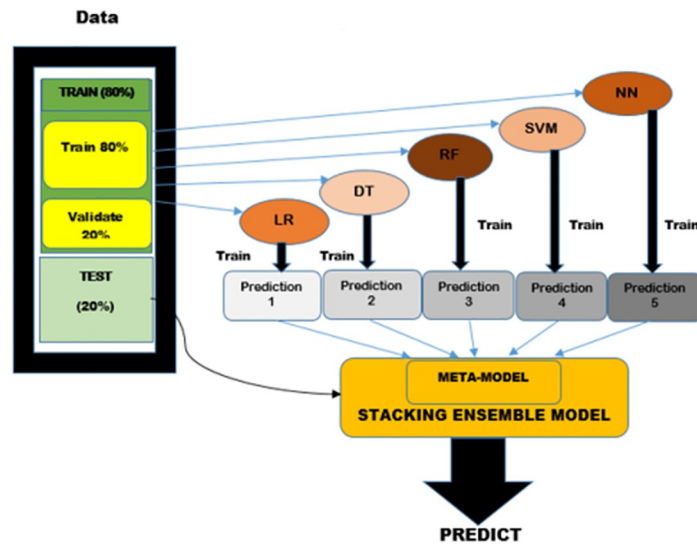 Data
TRAIN (80%)
Train 80%
Validate
20%
TEST
(20%)
LR
DT
RF
SVM
NN
Train
Train
Train
Train
Train
Prediction
1
Prediction
2
Prediction
3
Prediction
4
Prediction
5
META-MODEL
STACKING ENSEMBLE MODEL
PREDICT